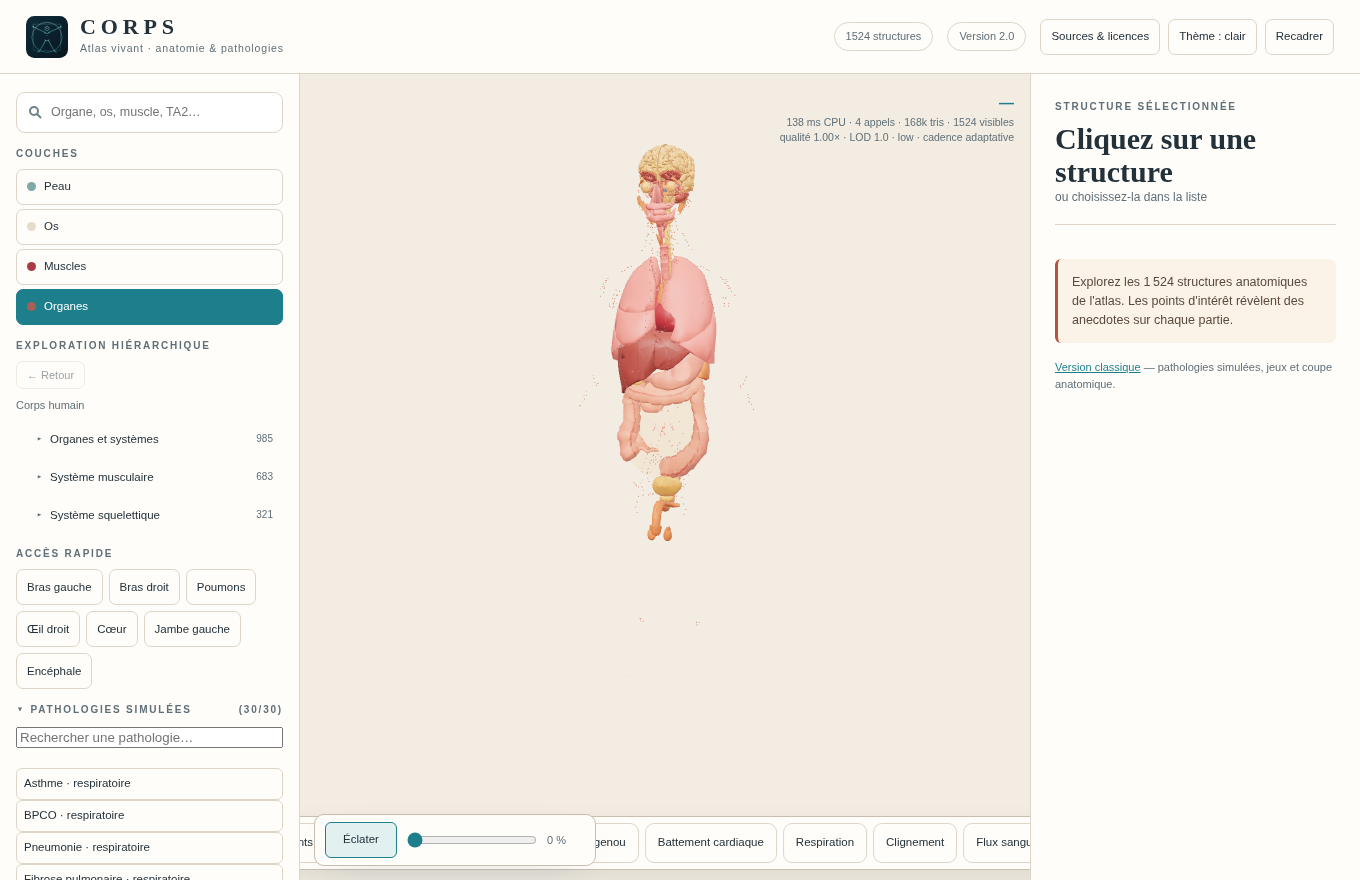 CORPS
Atlas vivant · anatomie & pathologies
1524 structures
Version 2.0
Sources & licences
Thème : clair
Recadrer
Organe, os, muscle, TA2…
COUCHES
Peau
Os
Muscles
Organes
EXPLORATION HIÉRARCHIQUE
← Retour
Corps humain
▸ Organes et systèmes 985
▸ Système musculaire 683
▸ Système squelettique 321
ACCÈS RAPIDE
Bras gauche
Bras droit
Poumons
Œil droit
Cœur
Jambe gauche
Encéphale
▾ PATHOLOGIES SIMULÉES (30/30)
Rechercher une pathologie…
Asthme · respiratoire
BPCO · respiratoire
Pneumonie · respiratoire
Fibrose pulmonaire · respiratoire
—
138 ms CPU · 4 appels · 168k tris · 1524 visibles
qualité 1.00× · LOD 1.0 · low · cadence adaptative
nts
Éclater
0 %
genou
Battement cardiaque
Respiration
Clignement
Flux sangu
STRUCTURE SÉLECTIONNÉE
Cliquez sur une
structure
ou choisissez-la dans la liste
Explorez les 1 524 structures anatomiques
de l'atlas. Les points d'intérêt révèlent des
anecdotes sur chaque partie.
Version classique — pathologies simulées, jeux et coupe
anatomique.